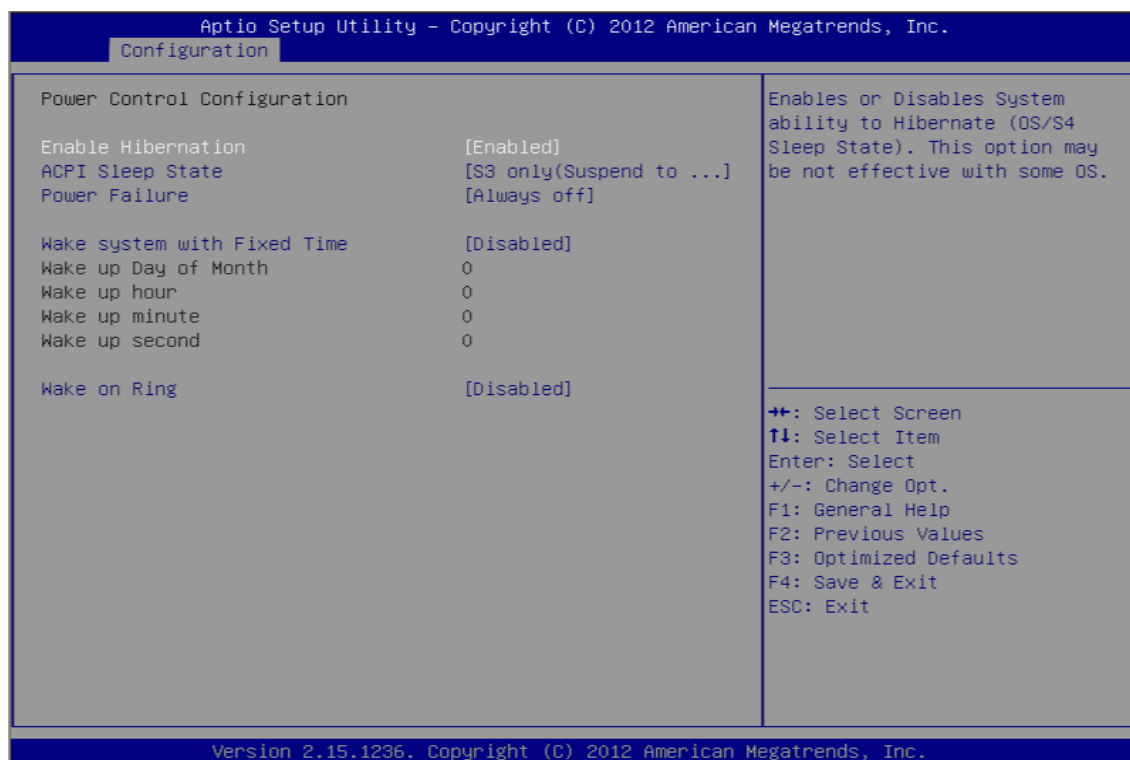 Aptio Setup Utility – Copyright (C) 2012 American Megatrends, Inc.
Configuration
Power Control Configuration
Enable Hibernation [Enabled]
ACPI Sleep State [S3 only(Suspend to ...]
Power Failure [Always off]
Wake system with Fixed Time [Disabled]
Wake up Day of Month 0
Wake up hour 0
Wake up minute 0
Wake up second 0
Wake on Ring [Disabled]
Enables or Disables System
ability to Hibernate (OS/S4
Sleep State). This option may
be not effective with some OS.
→←: Select Screen
↑↓: Select Item
Enter: Select
+/-: Change Opt.
F1: General Help
F2: Previous Values
F3: Optimized Defaults
F4: Save & Exit
ESC: Exit
Version 2.15.1236. Copyright (C) 2012 American Megatrends, Inc.